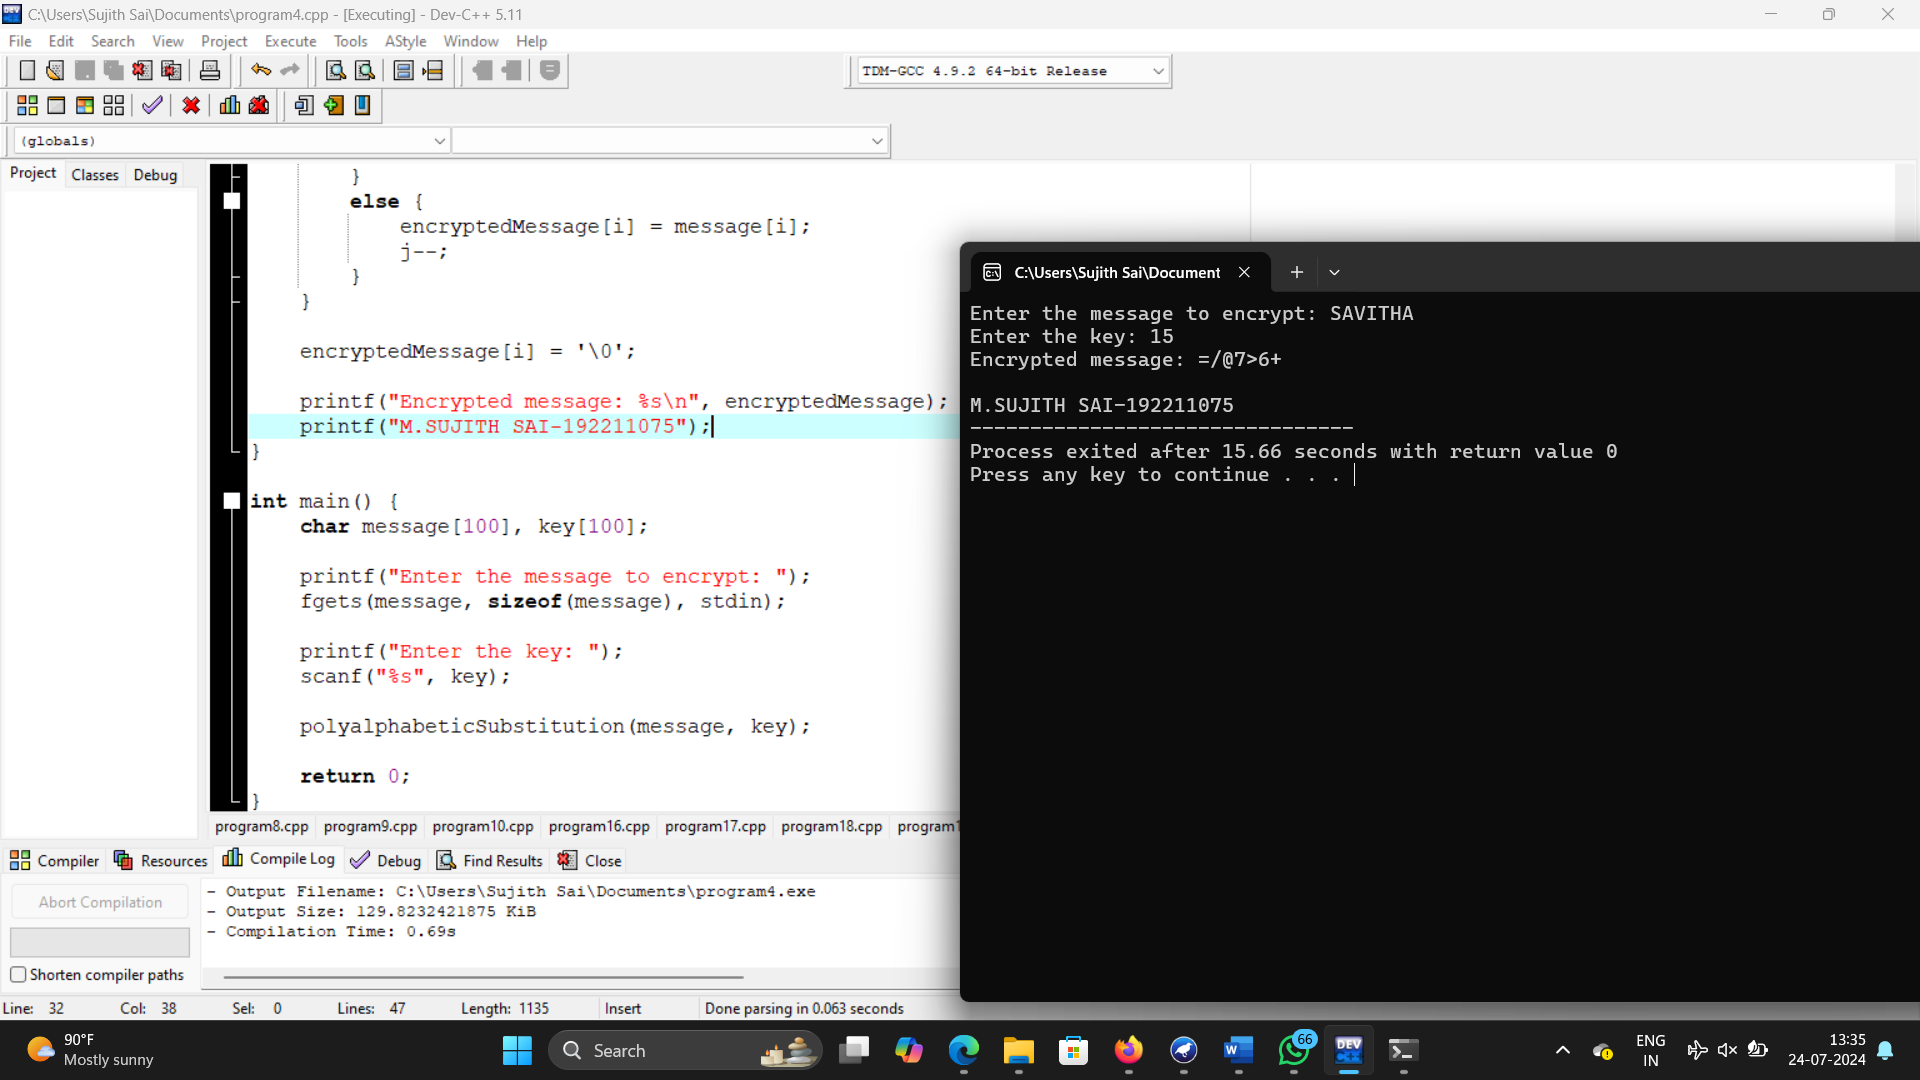 C:\Users\Sujith Sai\Documents\program4.cpp - [Executing] - Dev-C++ 5.11
File Edit Search View Project Execute Tools AStyle Window Help
TDM-GCC 4.9.2 64-bit Release
(globals)
Project Classes Debug
}
else {
encryptedMessage[i] = message[i];
j--;
}
}
encryptedMessage[i] = '\0';
printf("Encrypted message: %s\n", encryptedMessage);
printf("M.SUJITH SAI-192211075");
}
int main() {
char message[100], key[100];
printf("Enter the message to encrypt: ");
fgets(message, sizeof(message), stdin);
printf("Enter the key: ");
scanf("%s", key);
polyalphabeticSubstitution(message, key);
return 0;
}
C:\Users\Sujith Sai\Document
Enter the message to encrypt: SAVITHA
Enter the key: 15
Encrypted message: =/@7>6+
M.SUJITH SAI-192211075
--------------------------------
Process exited after 15.66 seconds with return value 0
Press any key to continue . . .
program8.cpp program9.cpp program10.cpp program16.cpp program17.cpp program18.cpp program1
Compiler Resources Compile Log Debug Find Results Close
Abort Compilation
Shorten compiler paths
- Output Filename: C:\Users\Sujith Sai\Documents\program4.exe
- Output Size: 129.8232421875 KiB
- Compilation Time: 0.69s
Line: 32 Col: 38 Sel: 0 Lines: 47 Length: 1135 Insert Done parsing in 0.063 seconds
90°F
Mostly sunny
Search
66
DEV
C++
ENG
IN
13:35
24-07-2024